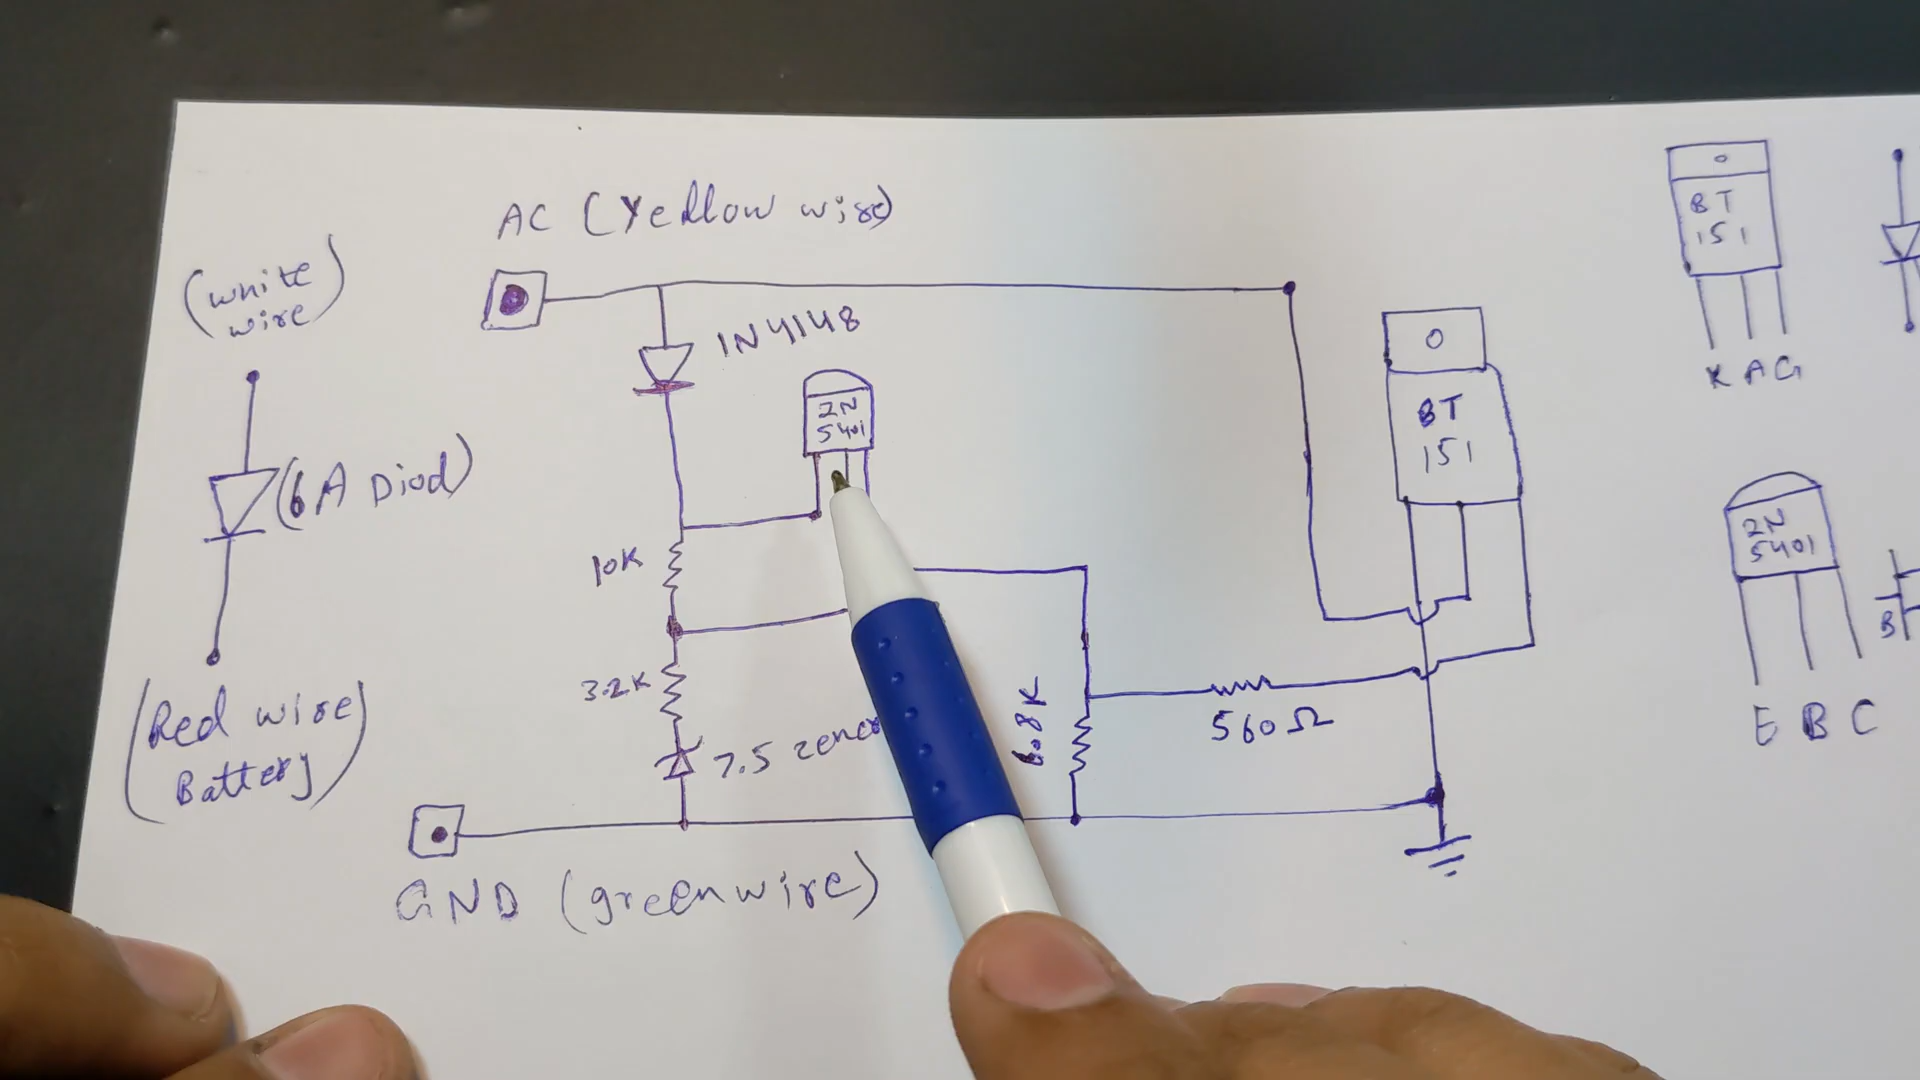 AC (Yellow wire)
(white
wire)
1N4148
2N
5401
(6A Diod)
10K
3.2K
7.5 zener
(Red wire
Battery)
GND (greenwire)
6.8K
560Ω
BT
151
BT
151
K A G
2N
5401
B
E B C